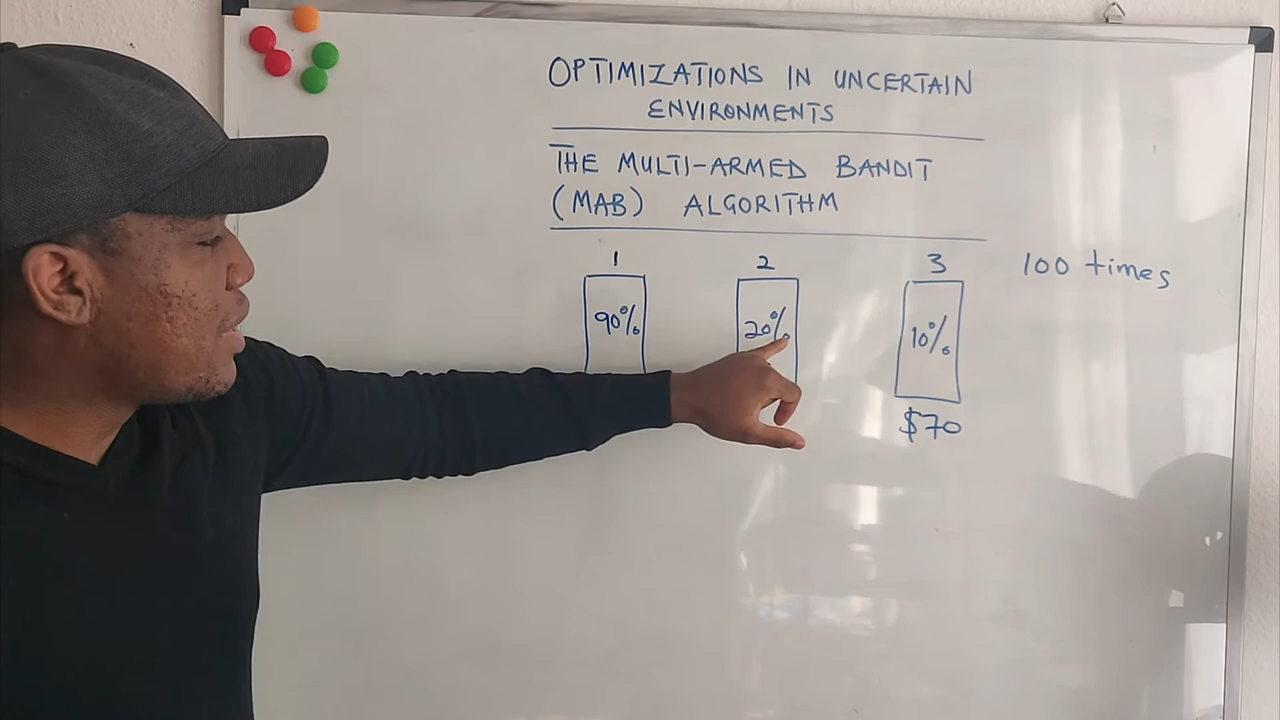 OPTIMIZATIONS IN UNCERTAIN
ENVIRONMENTS
THE MULTI-ARMED BANDIT
(MAB) ALGORITHM
1 2 3 100 times
90% 20% 10%
$70